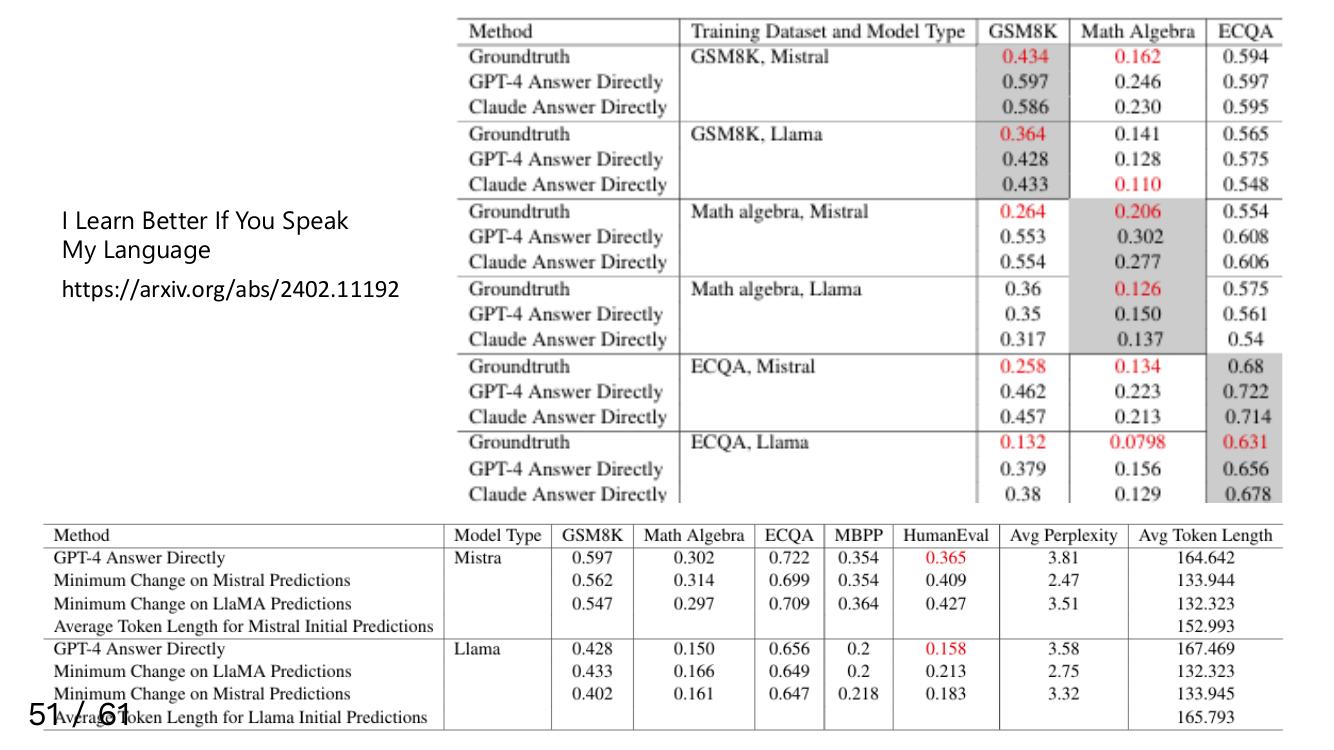 I Learn Better If You Speak
My Language
https://arxiv.org/abs/2402.11192
Method Training Dataset and Model Type GSM8K Math Algebra ECQA
Groundtruth GSM8K, Mistral 0.434 0.162 0.594
GPT-4 Answer Directly 0.597 0.246 0.597
Claude Answer Directly 0.586 0.230 0.595
Groundtruth GSM8K, Llama 0.364 0.141 0.565
GPT-4 Answer Directly 0.428 0.128 0.575
Claude Answer Directly 0.433 0.110 0.548
Groundtruth Math algebra, Mistral 0.264 0.206 0.554
GPT-4 Answer Directly 0.553 0.302 0.608
Claude Answer Directly 0.554 0.277 0.606
Groundtruth Math algebra, Llama 0.36 0.126 0.575
GPT-4 Answer Directly 0.35 0.150 0.561
Claude Answer Directly 0.317 0.137 0.54
Groundtruth ECQA, Mistral 0.258 0.134 0.68
GPT-4 Answer Directly 0.462 0.223 0.722
Claude Answer Directly 0.457 0.213 0.714
Groundtruth ECQA, Llama 0.132 0.0798 0.631
GPT-4 Answer Directly 0.379 0.156 0.656
Claude Answer Directly 0.38 0.129 0.678
Method Model Type GSM8K Math Algebra ECQA MBPP HumanEval Avg Perplexity Avg Token Length
GPT-4 Answer Directly Mistra 0.597 0.302 0.722 0.354 0.365 3.81 164.642
Minimum Change on Mistral Predictions 0.562 0.314 0.699 0.354 0.409 2.47 133.944
Minimum Change on LlaMA Predictions 0.547 0.297 0.709 0.364 0.427 3.51 132.323
Average Token Length for Mistral Initial Predictions 152.993
GPT-4 Answer Directly Llama 0.428 0.150 0.656 0.2 0.158 3.58 167.469
Minimum Change on LlaMA Predictions 0.433 0.166 0.649 0.2 0.213 2.75 132.323
Minimum Change on Mistral Predictions 0.402 0.161 0.647 0.218 0.183 3.32 133.945
Average Token Length for Llama Initial Predictions 165.793
51 / 61